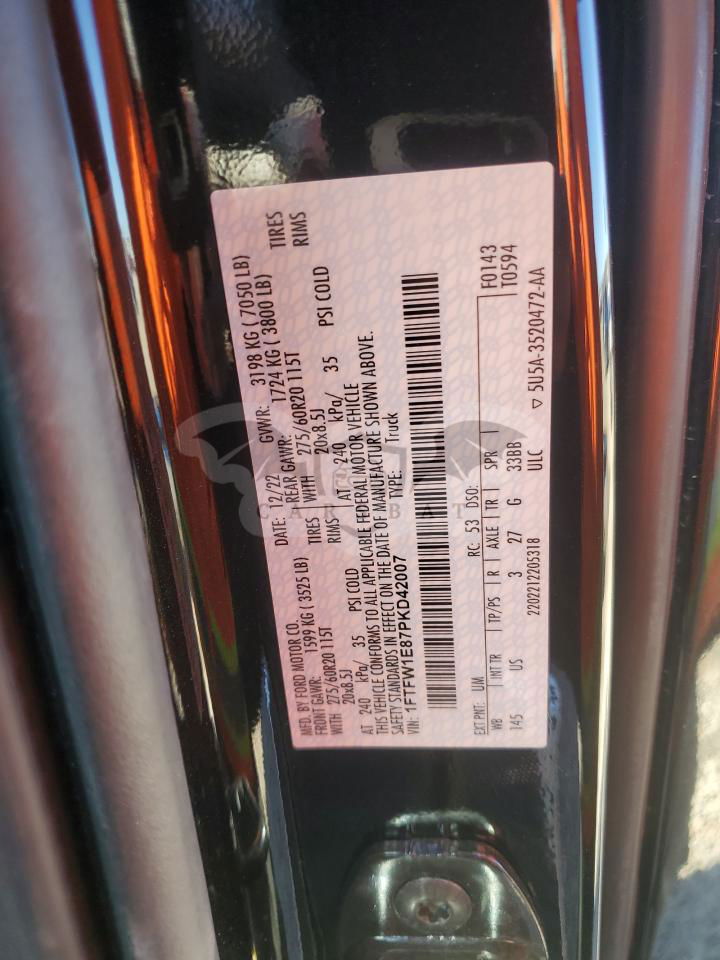 MFD. BY FORD MOTOR CO.
DATE: 12/22
GVWR: 3198 KG ( 7050 LB)
FRONT GAWR: 1599 KG ( 3525 LB)
REAR GAWR: 1724 KG ( 3800 LB)
WITH 275/60R20 115T TIRES
WITH 275/60R20 115T TIRES
20x8.5J RIMS
20x8.5J RIMS
AT 240 kPa/ 35 PSI COLD
AT 240 kPa/ 35 PSI COLD
THIS VEHICLE CONFORMS TO ALL APPLICABLE FEDERAL MOTOR VEHICLE
SAFETY STANDARDS IN EFFECT ON THE DATE OF MANUFACTURE SHOWN ABOVE.
VIN: 1FTFW1E87PKD42007
TYPE: Truck
EXT PNT: UM RC: 53 DSO: F0143
WB INT TR TP/PS R AXLE TR SPR T0594
145 US 3 27 G 33BB
2202212205318 ULC ▽ 5U5A-3520472-AA
CAR BAT